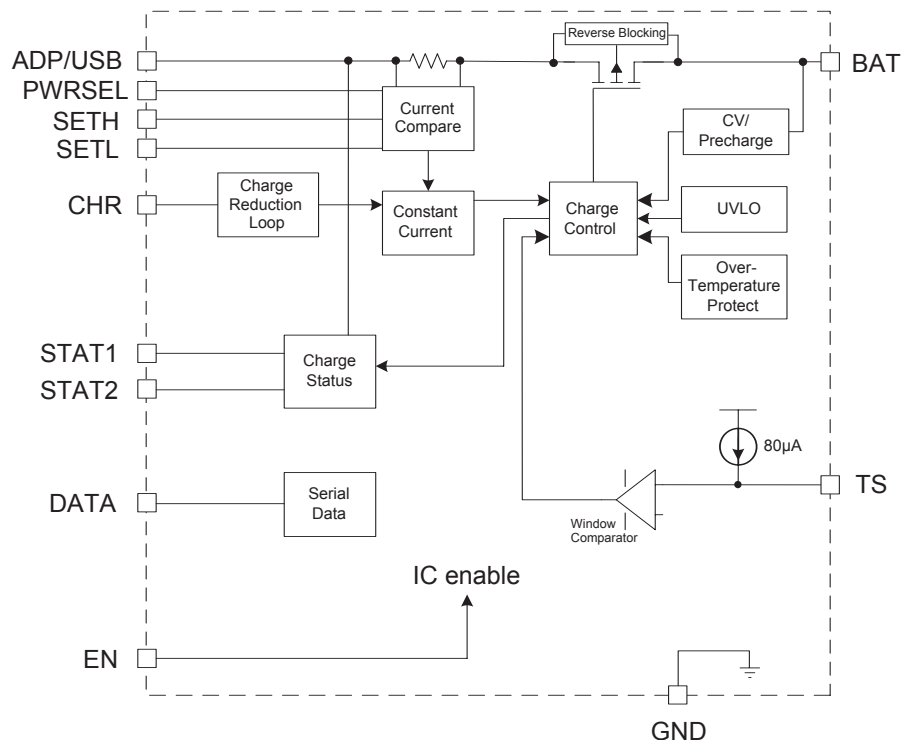 Reverse Blocking
ADP/USB
BAT
PWRSEL
SETH
SETL
Current
Compare
CV/
Precharge
CHR
Charge
Reduction
Loop
Constant
Current
Charge
Control
UVLO
Over-
Temperature
Protect
STAT1
STAT2
Charge
Status
80µA
TS
DATA
Serial
Data
Window
Comparator
IC enable
EN
GND